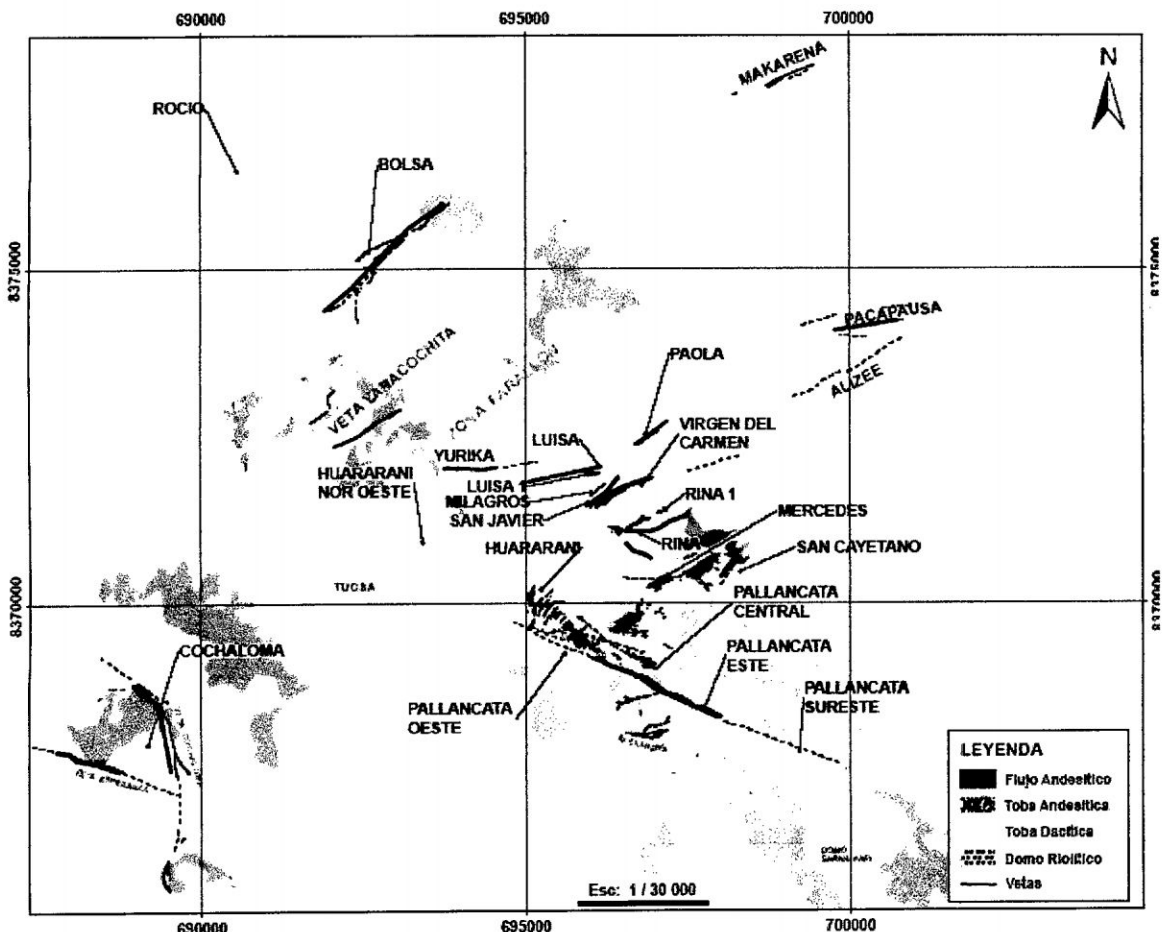 690000
695000
700000
MAKARENA
N
ROCIO
BOLSA
8375000
8375000
PACAPAUSA
PAOLA
ALIZEE
VETA YANACOCHITA
VIRGEN DEL
CARMEN
LUISA
YURIKA
HUARARANI
NOR OESTE
LUISA 1
MILAGROS
SAN JAVIER
RINA 1
MERCEDES
RINA
SAN CAYETANO
HUARARANI
8370000
8370000
PALLANCATA
CENTRAL
COCHALOMA
PALLANCATA
ESTE
PALLANCATA
OESTE
PALLANCATA
SURESTE
LEYENDA
Flujo Andesítico
Toba Andesítica
Toba Dacítica
Domo Riolítico
Vetas
DOMO
Esc: 1 / 30 000
690000
695000
700000